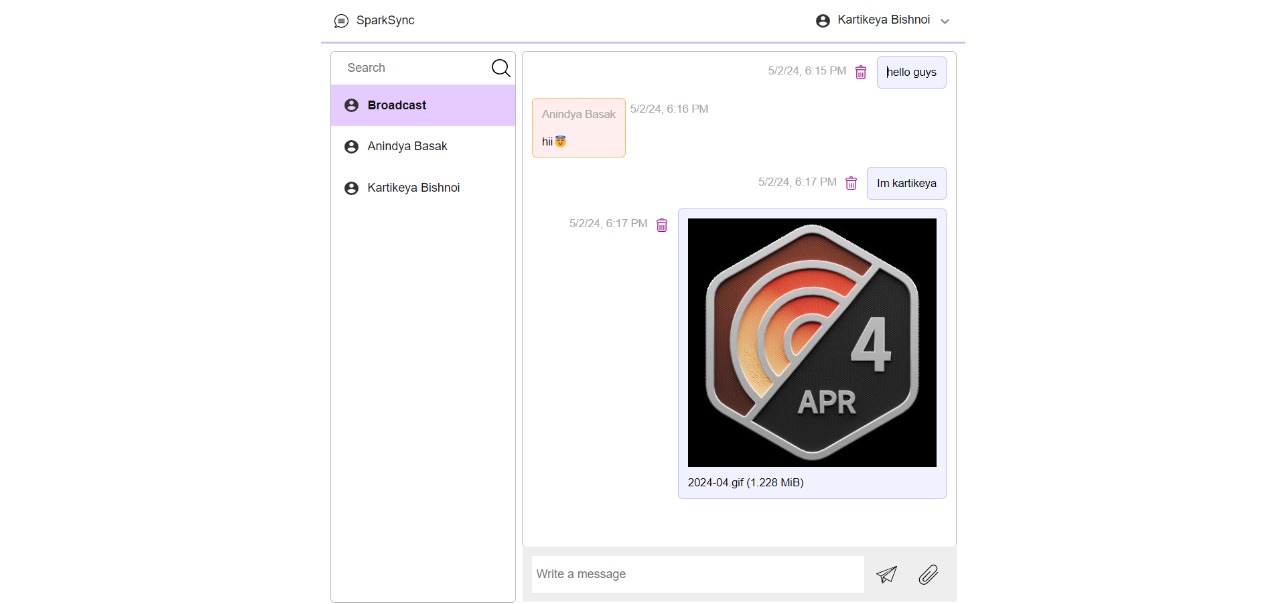 SparkSync
Kartikeya Bishnoi
Search
Broadcast
Anindya Basak
Kartikeya Bishnoi
5/2/24, 6:15 PM
hello guys
Anindya Basak
5/2/24, 6:16 PM
hii😇
5/2/24, 6:17 PM
Im kartikeya
5/2/24, 6:17 PM
4
APR
2024-04.gif (1.228 MiB)
Write a message